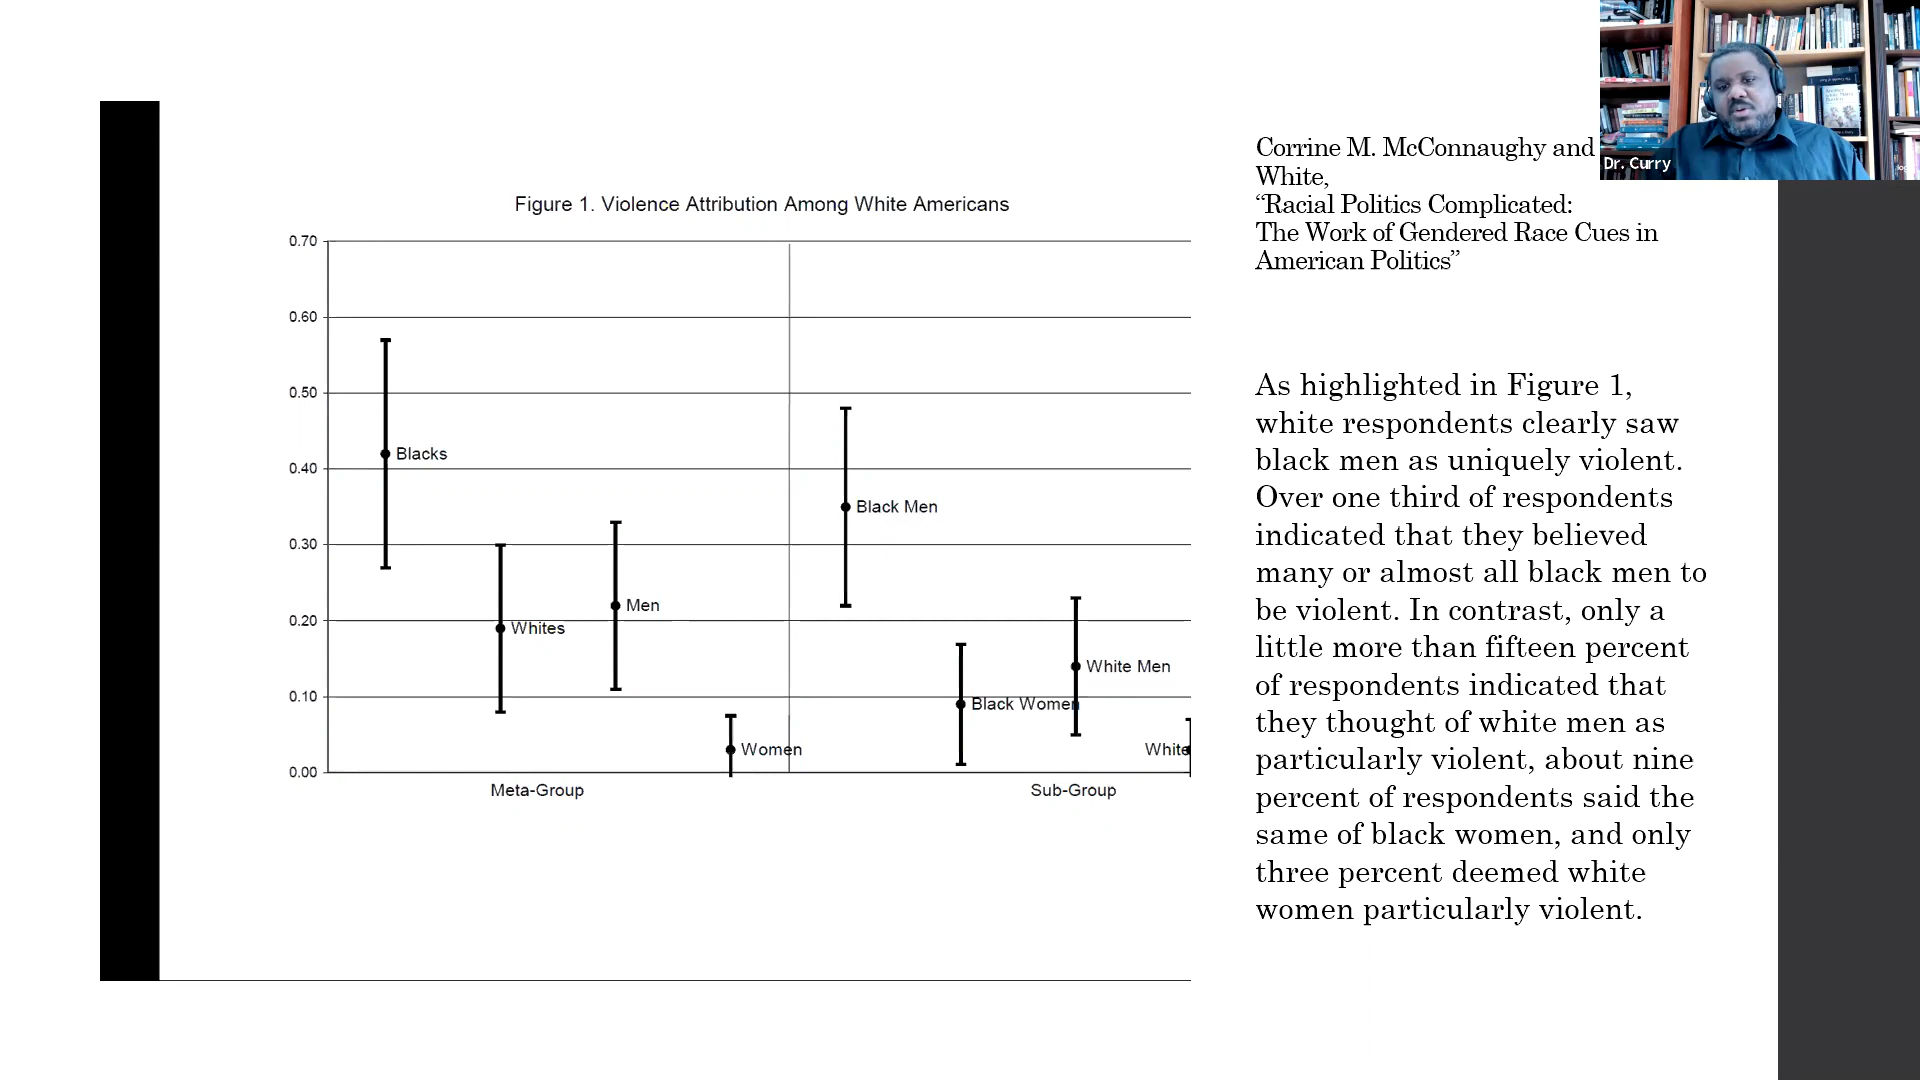 Figure 1. Violence Attribution Among White Americans
0.70
0.60
0.50
0.40
0.30
0.20
0.10
0.00
Blacks
Whites
Men
Women
Black Men
Black Women
White Men
White
Meta-Group
Sub-Group
Corrine M. McConnaughy and
White,
“Racial Politics Complicated:
The Work of Gendered Race Cues in
American Politics”
As highlighted in Figure 1,
white respondents clearly saw
black men as uniquely violent.
Over one third of respondents
indicated that they believed
many or almost all black men to
be violent. In contrast, only a
little more than fifteen percent
of respondents indicated that
they thought of white men as
particularly violent, about nine
percent of respondents said the
same of black women, and only
three percent deemed white
women particularly violent.
Dr. Curry